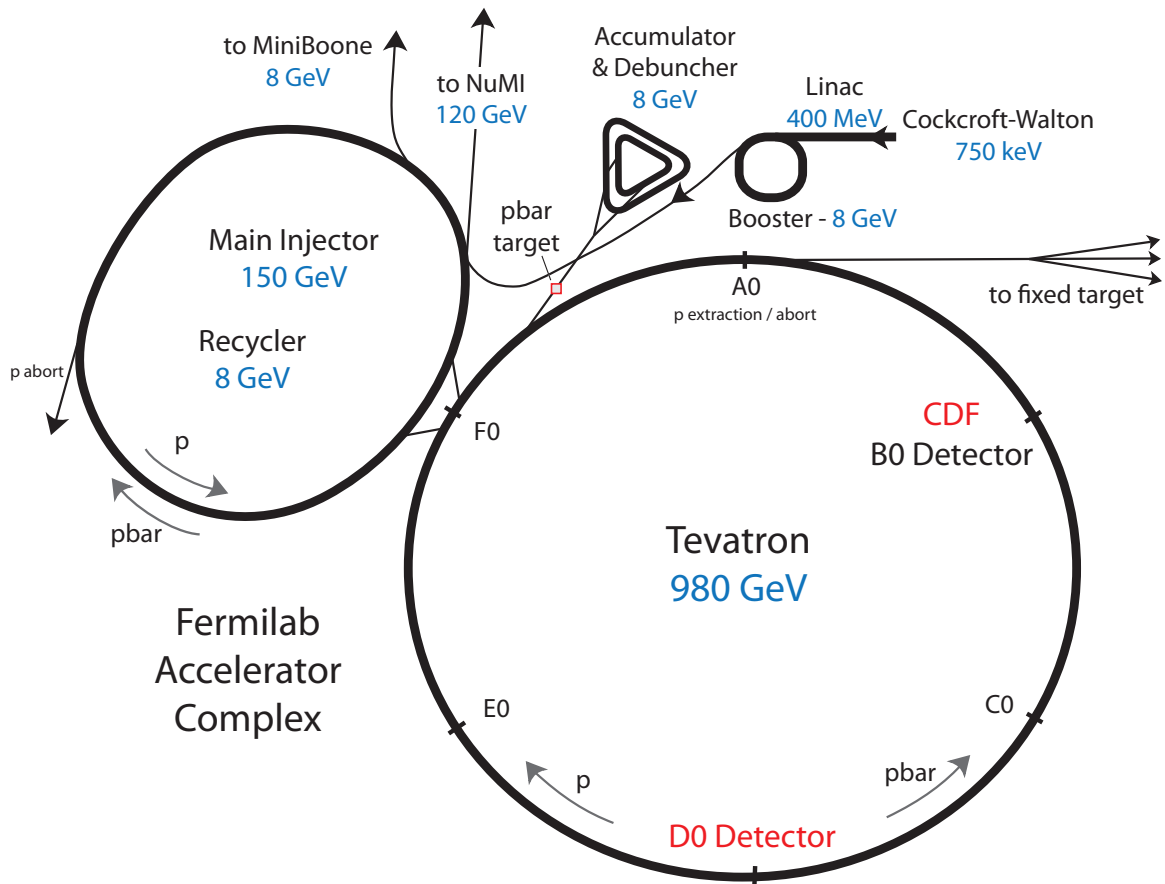 to MiniBoone
8 GeV
to NuMI
120 GeV
Accumulator
& Debuncher
8 GeV
Linac
400 MeV
Cockcroft-Walton
750 keV
Booster - 8 GeV
pbar
target
Main Injector
150 GeV
Recycler
8 GeV
p abort
p
pbar
A0
p extraction / abort
to fixed target
F0
CDF
B0 Detector
Tevatron
980 GeV
Fermilab
Accelerator
Complex
E0
C0
p
pbar
D0 Detector